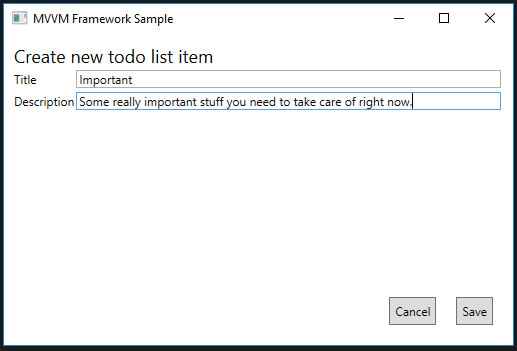 MVVM Framework Sample
Create new todo list item
Title Important
Description Some really important stuff you need to take care of right now.
Cancel Save